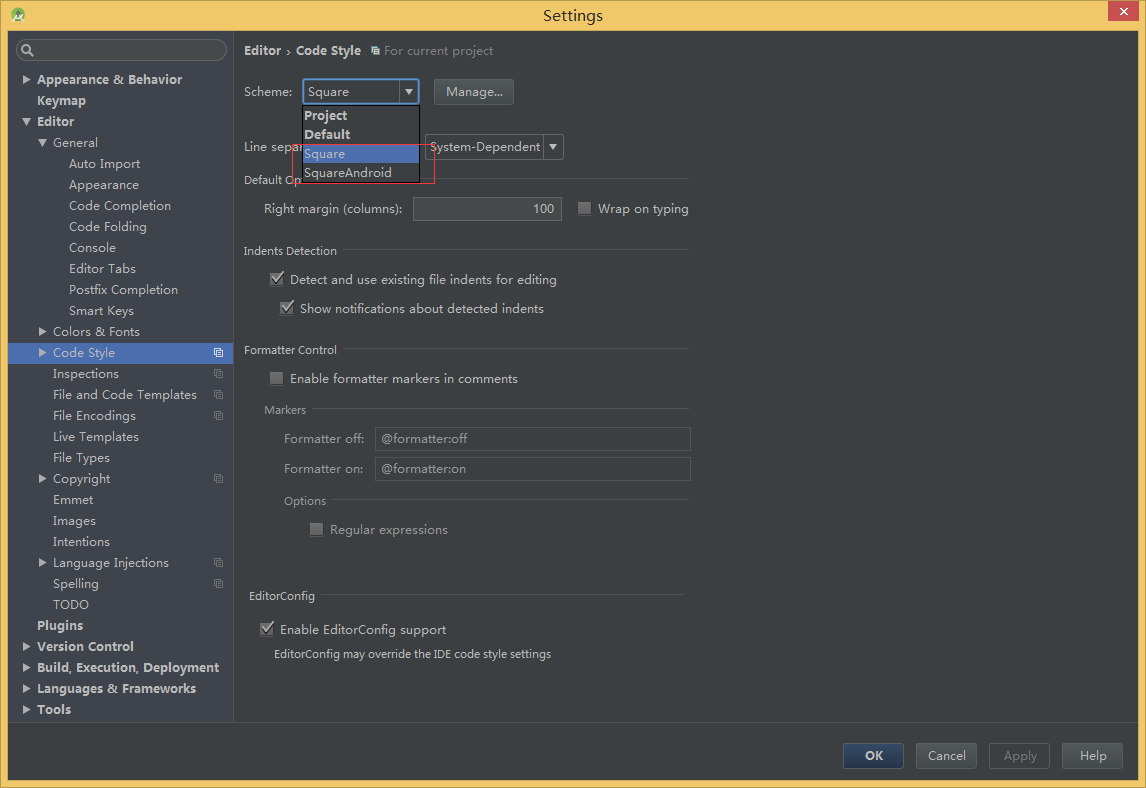 Settings
Editor › Code Style For current project
Appearance & Behavior
Keymap
Editor
General
Auto Import
Appearance
Code Completion
Code Folding
Console
Editor Tabs
Postfix Completion
Smart Keys
Colors & Fonts
Code Style
Inspections
File and Code Templates
File Encodings
Live Templates
File Types
Copyright
Emmet
Images
Intentions
Language Injections
Spelling
TODO
Plugins
Version Control
Build, Execution, Deployment
Languages & Frameworks
Tools
Scheme: Square Manage...
Project
Default
Square
SquareAndroid
Line separ System-Dependent
Default Op
Right margin (columns): 100 Wrap on typing
Indents Detection
Detect and use existing file indents for editing
Show notifications about detected indents
Formatter Control
Enable formatter markers in comments
Markers
Formatter off: @formatter:off
Formatter on: @formatter:on
Options
Regular expressions
EditorConfig
Enable EditorConfig support
EditorConfig may override the IDE code style settings
OK Cancel Apply Help